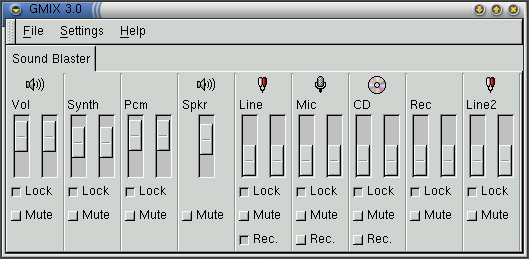 GMIX 3.0
File Settings Help
Sound Blaster
Vol Synth Pcm Spkr Line Mic CD Rec Line2
Lock Lock Lock Lock Lock Lock Lock Lock
Mute Mute Mute Mute Mute Mute Mute Mute Mute
Rec. Rec. Rec.